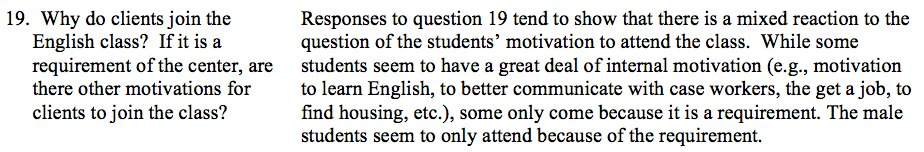 19. Why do clients join the
English class?  If it is a
requirement of the center, are
there other motivations for
clients to join the class?
Responses to question 19 tend to show that there is a mixed reaction to the
question of the students' motivation to attend the class.  While some
students seem to have a great deal of internal motivation (e.g., motivation
to learn English, to better communicate with case workers, the get a job, to
find housing, etc.), some only come because it is a requirement. The male
students seem to only attend because of the requirement.